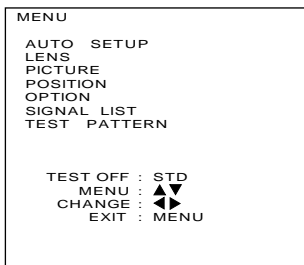 MENU
AUTO SETUP
LENS
PICTURE
POSITION
OPTION
SIGNAL LIST
TEST PATTERN
TEST OFF : STD
MENU : ▲▼
CHANGE : ◀▶
EXIT : MENU